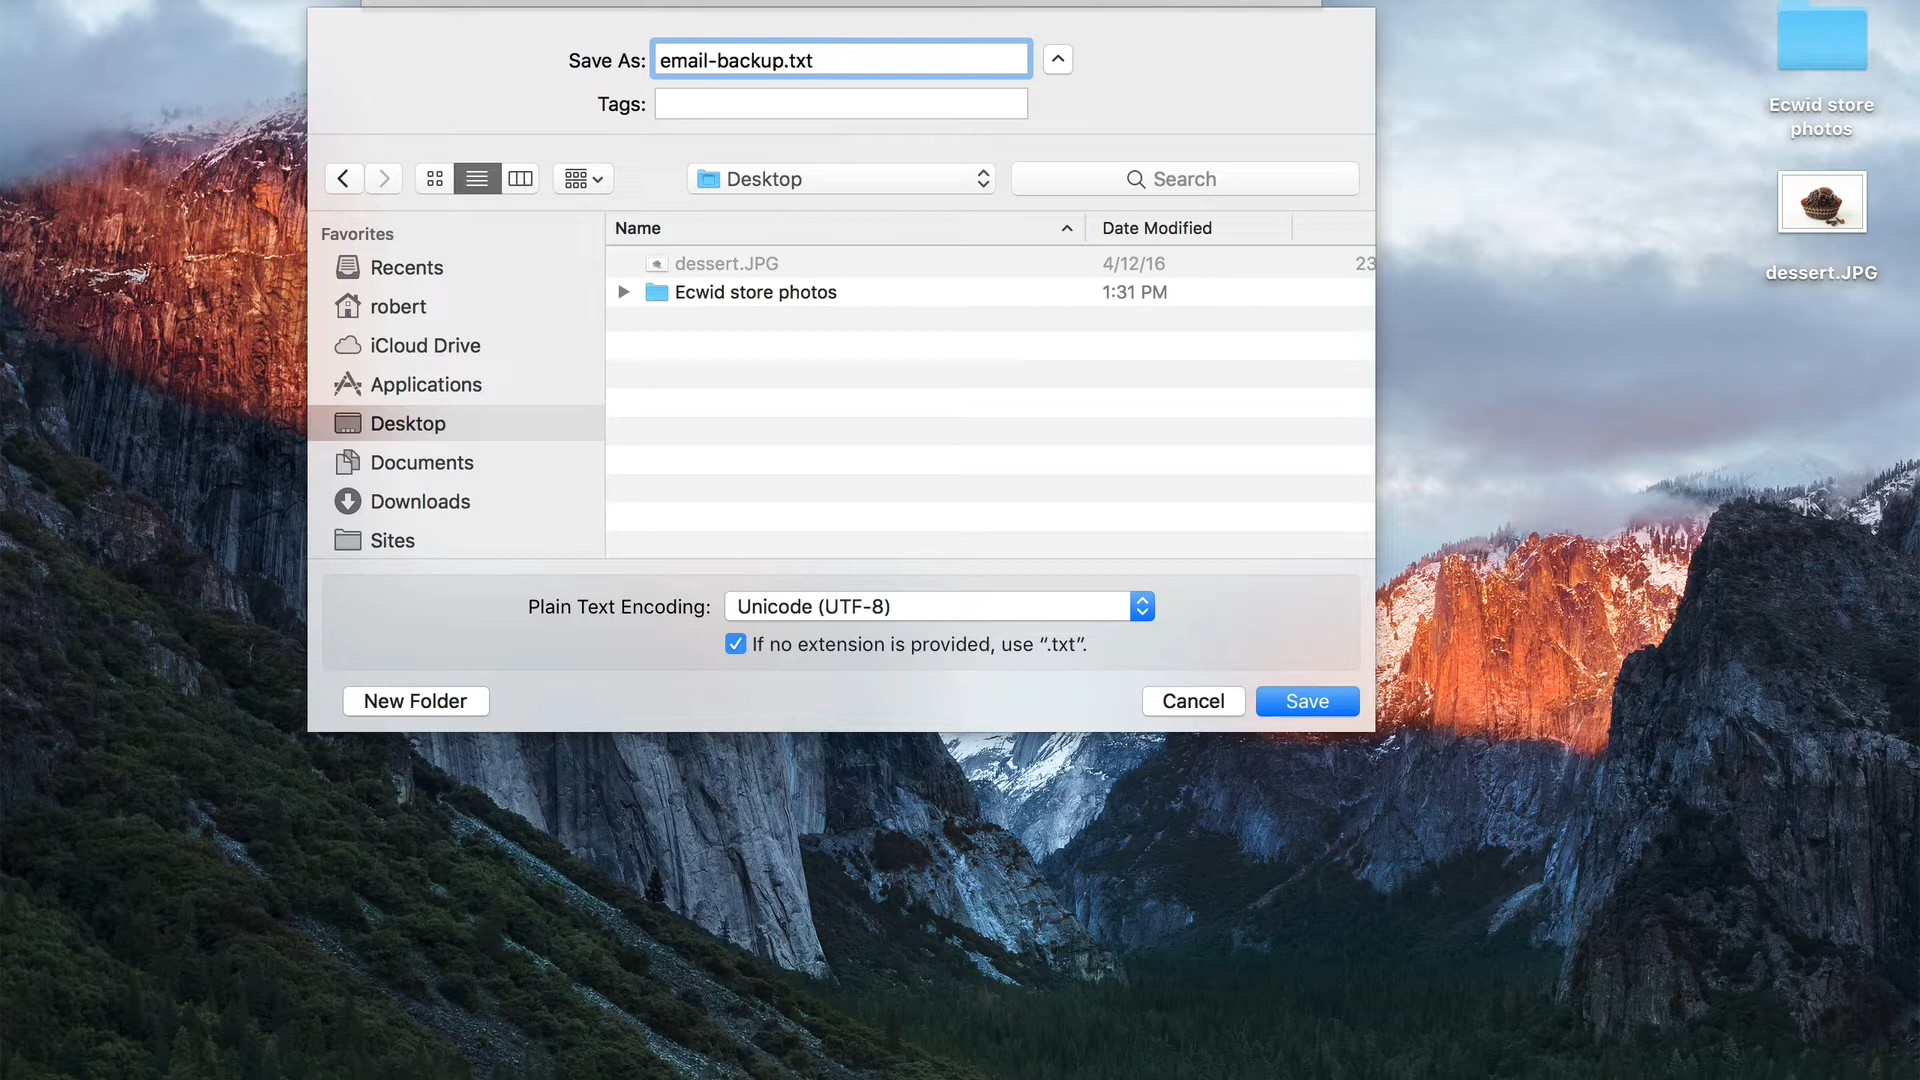 Save As: email-backup.txt
Tags:
Desktop
Search
Favorites
Recents
robert
iCloud Drive
Applications
Desktop
Documents
Downloads
Sites
Name Date Modified
dessert.JPG 4/12/16 23
Ecwid store photos 1:31 PM
Plain Text Encoding: Unicode (UTF-8)
If no extension is provided, use “.txt”.
New Folder Cancel Save
Ecwid store
photos
dessert.JPG